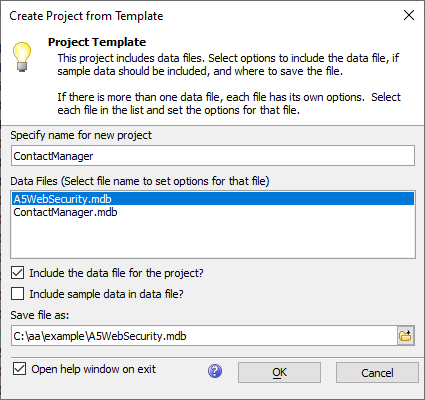 Create Project from Template
Project Template
This project includes data files. Select options to include the data file, if
sample data should be included, and where to save the file.
If there is more than one data file, each file has its own options.  Select
each file in the list and set the options for that file.
Specify name for new project
ContactManager
Data Files (Select file name to set options for that file)
A5WebSecurity.mdb
ContactManager.mdb
Include the data file for the project?
Include sample data in data file?
Save file as:
C:\aa\example\A5WebSecurity.mdb
Open help window on exit
?
OK
Cancel